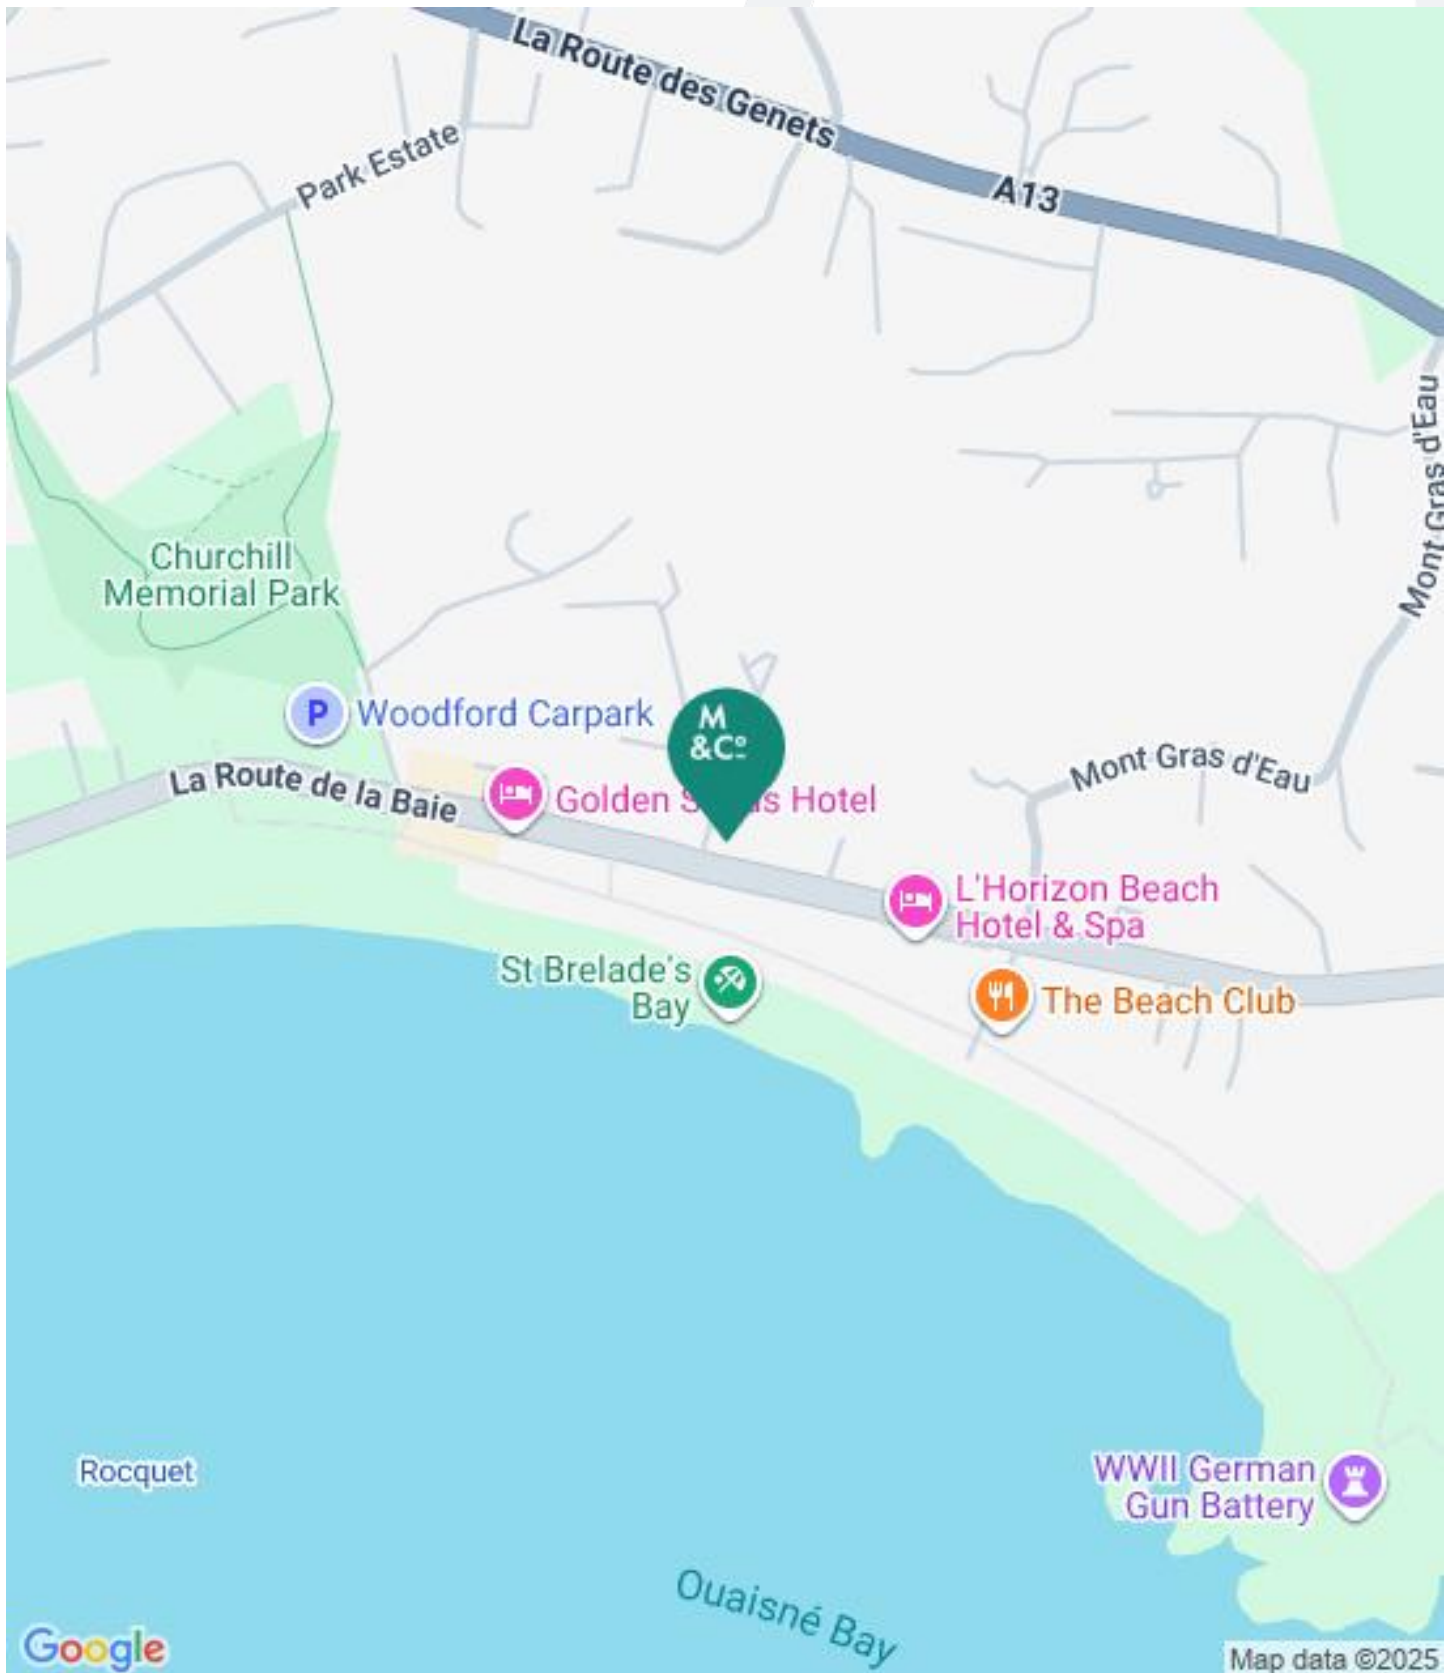 La Route des Genets
Park Estate
A13
Mont Gras d'Eau
Churchill
Memorial Park
P
Woodford Carpark
M
&Cº
La Route de la Baie
Golden S s Hotel
Mont Gras d'Eau
L'Horizon Beach
Hotel & Spa
St Brelade's
Bay
The Beach Club
Rocquet
WWII German
Gun Battery
Ouaisné Bay
Google
Map data ©2025